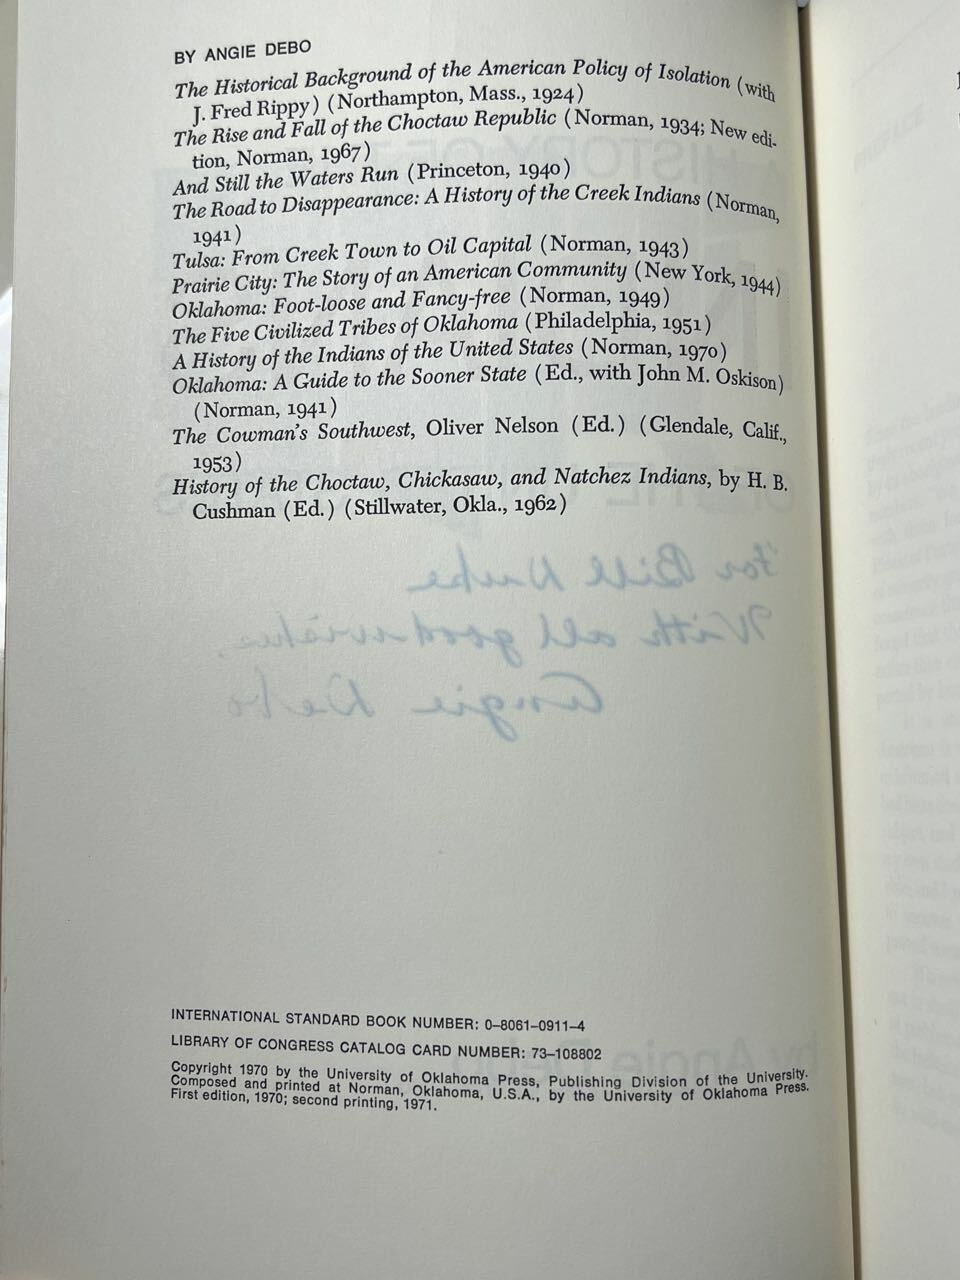 BY ANGIE DEBO
The Historical Background of the American Policy of Isolation (with
J. Fred Rippy) (Northampton, Mass., 1924)
The Rise and Fall of the Choctaw Republic (Norman, 1934; New edi-
tion, Norman, 1967)
And Still the Waters Run (Princeton, 1940)
The Road to Disappearance: A History of the Creek Indians (Norman,
1941)
Tulsa: From Creek Town to Oil Capital (Norman, 1943)
Prairie City: The Story of an American Community (New York, 1944)
Oklahoma: Foot-loose and Fancy-free (Norman, 1949)
The Five Civilized Tribes of Oklahoma (Philadelphia, 1951)
A History of the Indians of the United States (Norman, 1970)
Oklahoma: A Guide to the Sooner State (Ed., with John M. Oskison)
(Norman, 1941)
The Cowman's Southwest, Oliver Nelson (Ed.) (Glendale, Calif.,
1953)
History of the Choctaw, Chickasaw, and Natchez Indians, by H. B.
Cushman (Ed.) (Stillwater, Okla., 1962)
For Bill
With all good wishes.
Angie Debo
INTERNATIONAL STANDARD BOOK NUMBER: 0-8061-0911-4
LIBRARY OF CONGRESS CATALOG CARD NUMBER: 73-108802
Copyright 1970 by the University of Oklahoma Press, Publishing Division of the University.
Composed and printed at Norman, Oklahoma, U.S.A., by the University of Oklahoma Press.
First edition, 1970; second printing, 1971.